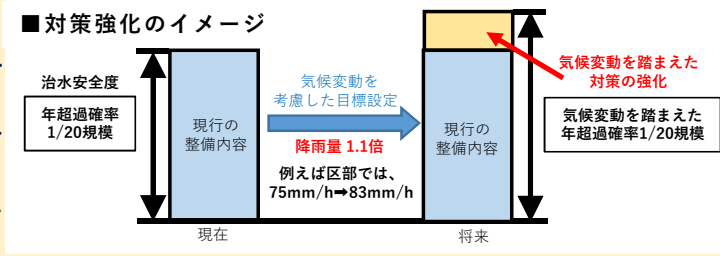 ■対策強化のイメージ
治水安全度
年超過確率
1/20規模
現行の
整備内容
現在
気候変動を
考慮した目標設定
降雨量 1.1倍
例えば区部では、
75mm/h➡83mm/h
現行の
整備内容
将来
気候変動を踏まえた
対策の強化
気候変動を踏まえた
年超過確率1/20規模